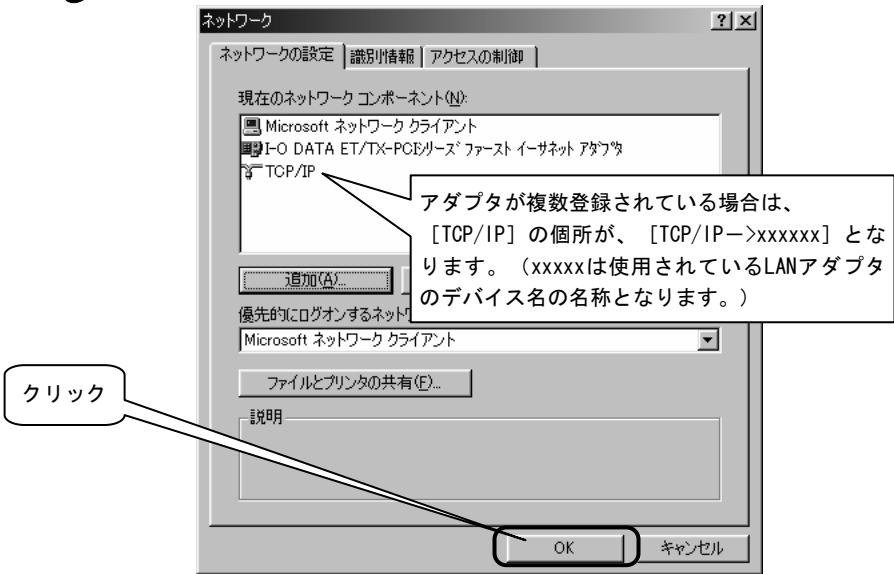 ネットワーク
ネットワークの設定 識別情報 アクセスの制御
現在のネットワーク コンポーネント(N):
Microsoft ネットワーク クライアント
I-O DATA ET/TX-PCIシリーズ ファースト イーサネット アダプタ
TCP/IP
アダプタが複数登録されている場合は、
[TCP/IP] の個所が、 [TCP/IPー>xxxxxx] とな
ります。（xxxxxは使用されているLANアダプタ
のデバイス名の名称となります。）
追加(A)...
優先的にログオンするネットワ
Microsoft ネットワーク クライアント
ファイルとプリンタの共有(F)...
クリック
説明
OK キャンセル